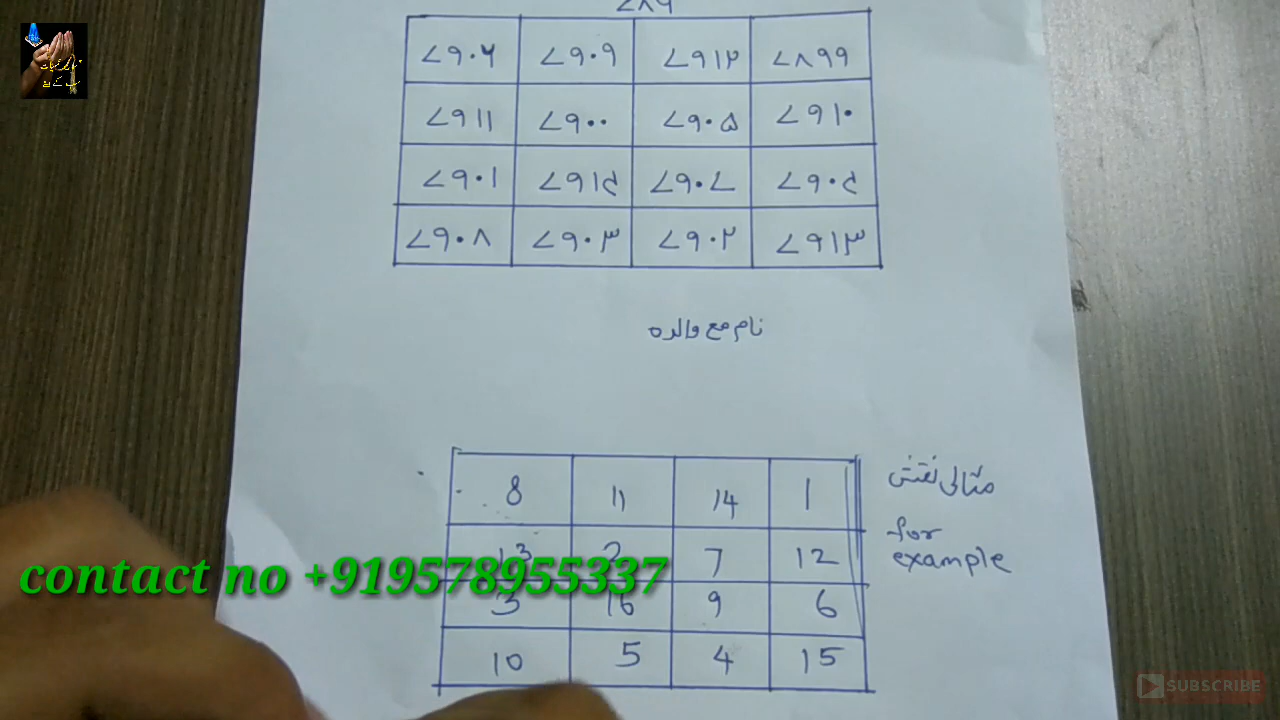 ۷۸۶
۷۹۰۶ ۷۹۰۹ ۷۹۱۲ ۷۸۹۹
۷۹۱۱ ۷۹۰۰ ۷۹۰۵ ۷۹۱۰
۷۹۰۱ ۷۹۱۴ ۷۹۰۷ ۷۹۰۴
۷۹۰۸ ۷۹۰۳ ۷۹۰۲ ۷۹۱۳
نام مع والدہ
مثالی نقش
for
example
8 11 14 1
13 2 7 12
3 16 9 6
10 5 4 15
contact no +919578955337
SUBSCRIBE